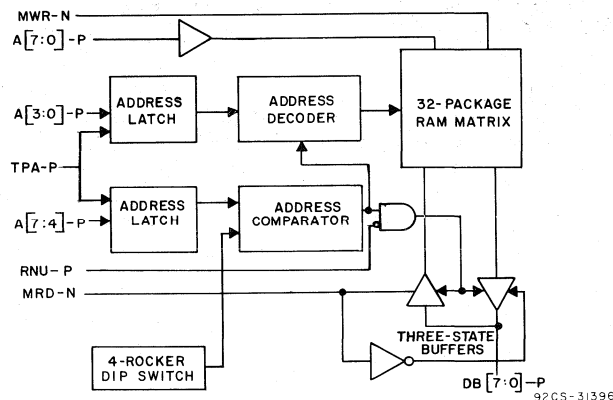 MWR-N
A[7:0]-P
A[3:0]-P
ADDRESS
LATCH
ADDRESS
DECODER
32-PACKAGE
RAM MATRIX
TPA-P
A[7:4]-P
ADDRESS
LATCH
ADDRESS
COMPARATOR
RNU-P
MRD-N
THREE-STATE
BUFFERS
4-ROCKER
DIP SWITCH
DB[7:0]-P
92CS-31396